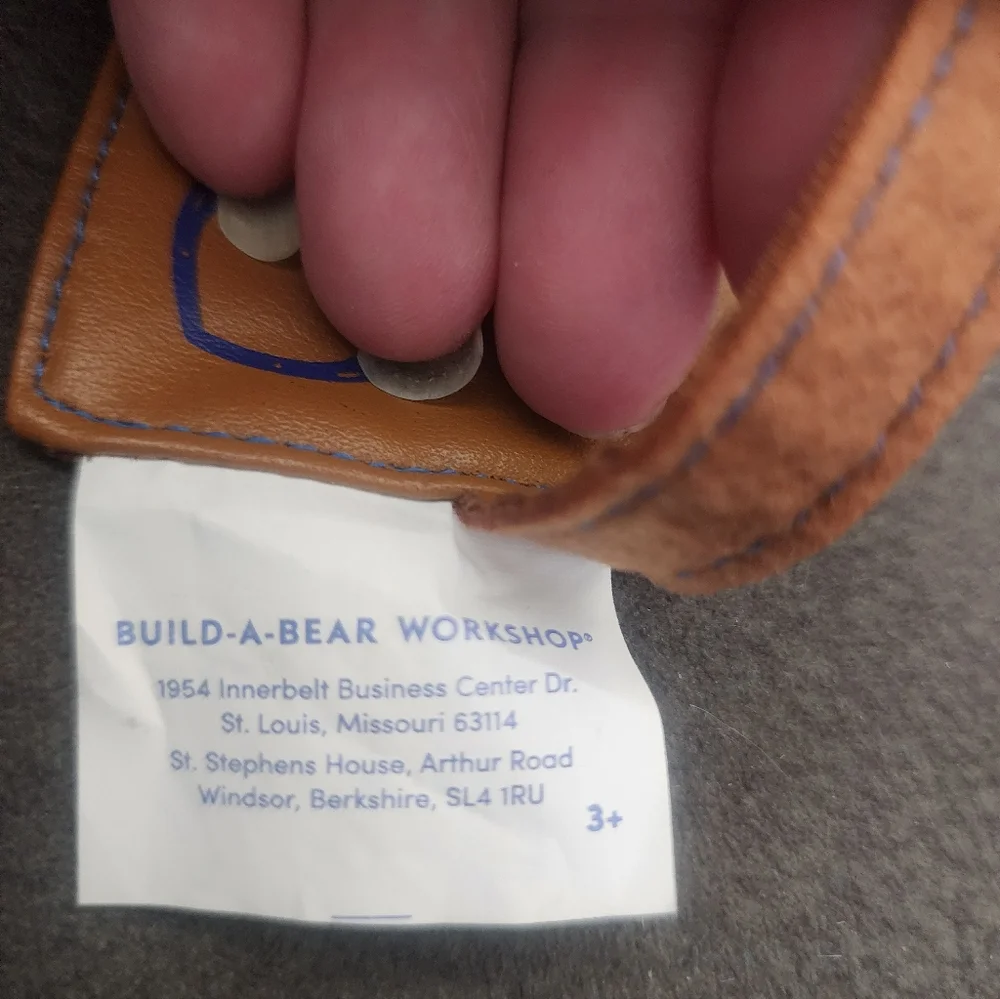 BUILD-A-BEAR WORKSHOP®
1954 Innerbelt Business Center Dr.
St. Louis, Missouri 63114
St. Stephens House, Arthur Road
Windsor, Berkshire, SL4 1RU
3+